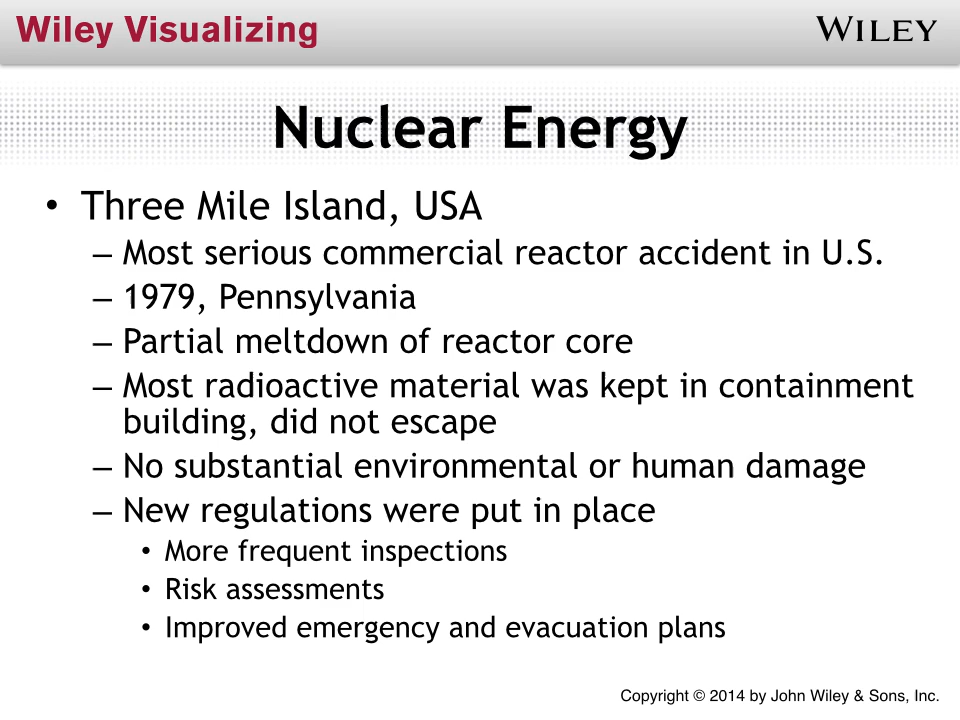 Wiley Visualizing
WILEY
Nuclear Energy
• Three Mile Island, USA
– Most serious commercial reactor accident in U.S.
– 1979, Pennsylvania
– Partial meltdown of reactor core
– Most radioactive material was kept in containment
building, did not escape
– No substantial environmental or human damage
– New regulations were put in place
• More frequent inspections
• Risk assessments
• Improved emergency and evacuation plans
Copyright © 2014 by John Wiley & Sons, Inc.